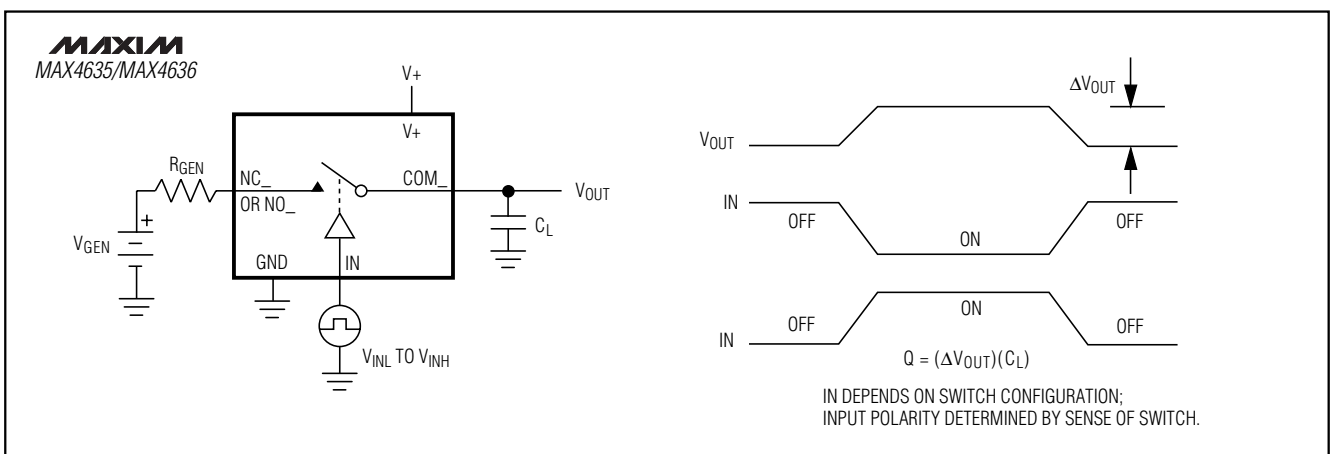 MAXIM
MAX4635/MAX4636
V+
V+
RGEN
NC_
OR NO_
COM_
VOUT
CL
VGEN
+
GND
IN
VINL TO VINH
ΔVOUT
VOUT
IN
OFF
ON
OFF
IN
OFF
ON
OFF
Q = (ΔVOUT)(CL)
IN DEPENDS ON SWITCH CONFIGURATION;
INPUT POLARITY DETERMINED BY SENSE OF SWITCH.